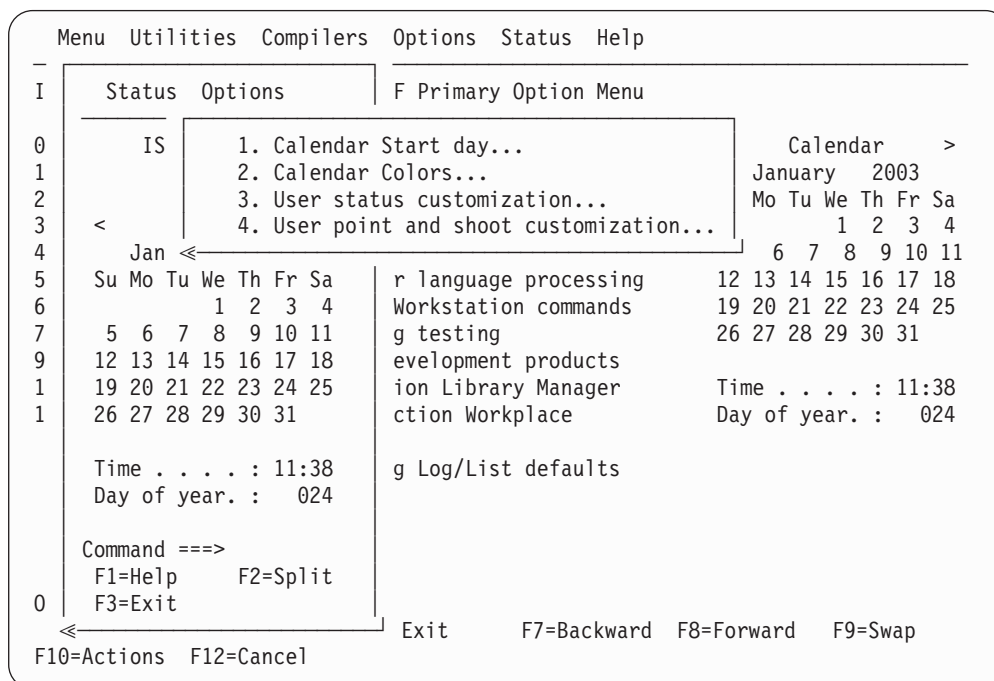 Menu Utilities Compilers Options Status Help
I Status Options F Primary Option Menu
0 IS 1. Calendar Start day... Calendar >
1 2. Calendar Colors... January 2003
2 3. User status customization... Mo Tu We Th Fr Sa
3 < 4. User point and shoot customization... 1 2 3 4
4 Jan 6 7 8 9 10 11
5 Su Mo Tu We Th Fr Sa r language processing 12 13 14 15 16 17 18
6 1 2 3 4 Workstation commands 19 20 21 22 23 24 25
7 5 6 7 8 9 10 11 g testing 26 27 28 29 30 31
9 12 13 14 15 16 17 18 evelopment products
1 19 20 21 22 23 24 25 ion Library Manager Time . . . . : 11:38
1 26 27 28 29 30 31 ction Workplace Day of year. : 024
Time . . . . : 11:38 g Log/List defaults
Day of year. : 024
Command ===>
F1=Help F2=Split
O F3=Exit
Exit F7=Backward F8=Forward F9=Swap
F10=Actions F12=Cancel